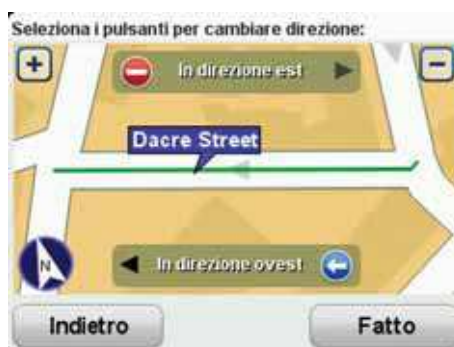 Seleziona i pulsanti per cambiare direzione:
+
−
In direzione est
Dacre Street
N
In direzione ovest
Indietro
Fatto